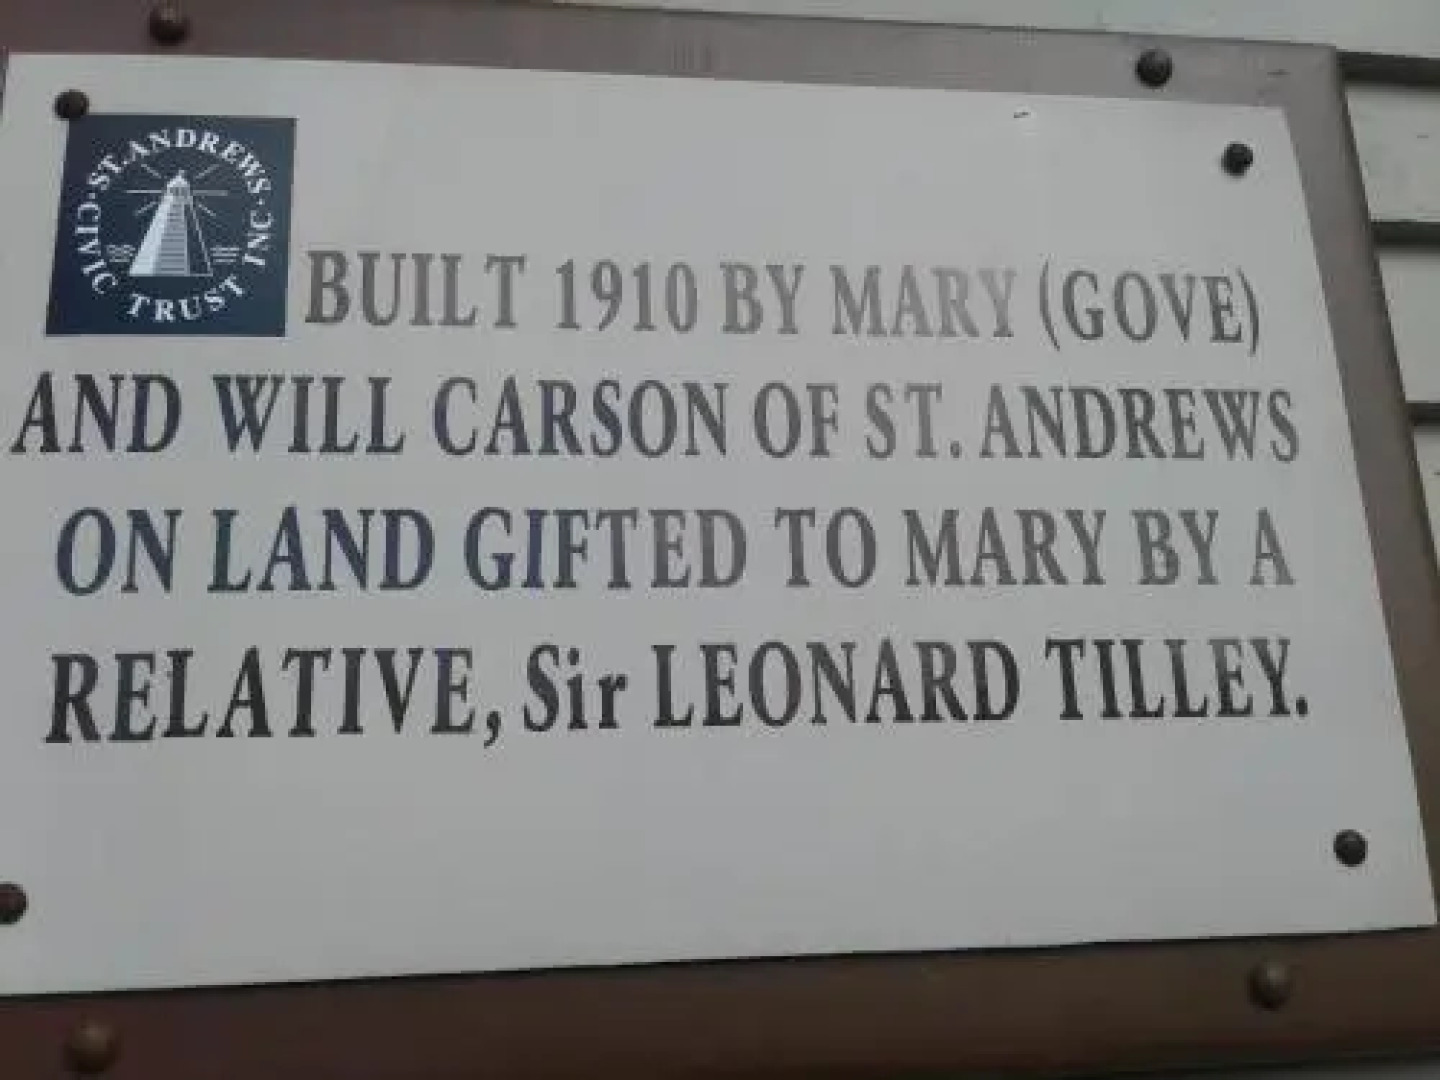 ST. ANDREWS · CIVIC TRUST INC ·
BUILT 1910 BY MARY (GOVE)
AND WILL CARSON OF ST. ANDREWS
ON LAND GIFTED TO MARY BY A
RELATIVE, Sir LEONARD TILLEY.